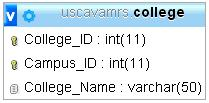 v uscavamrs college
College_ID : int(11)
Campus_ID : int(11)
College_Name : varchar(50)